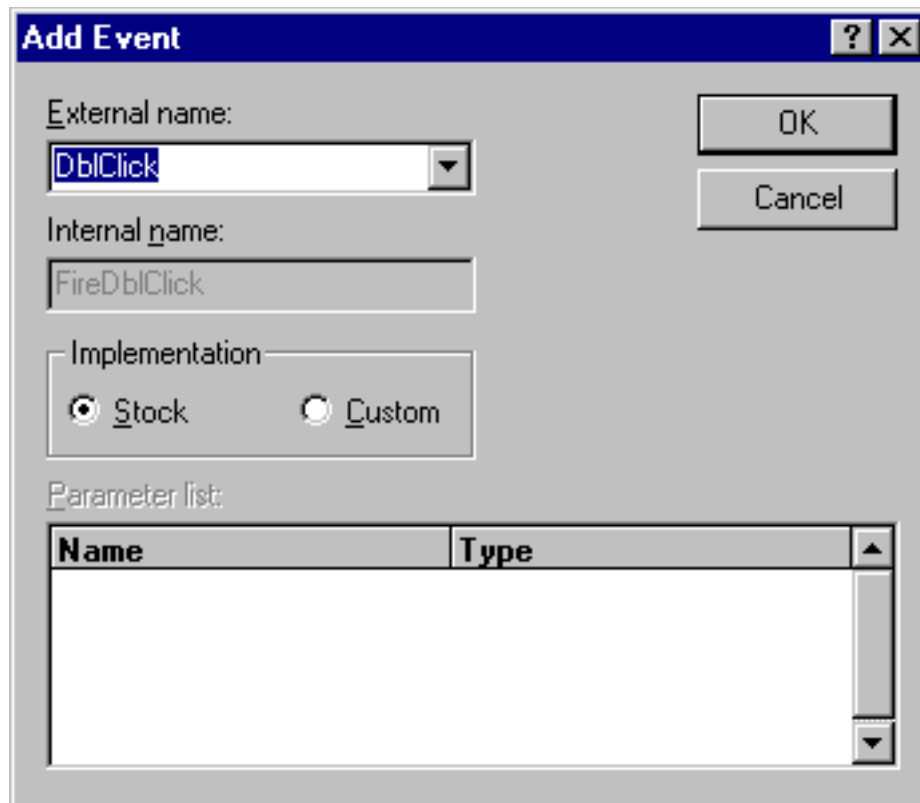 Add Event
External name:
OK
DblClick
Cancel
Internal name:
FireDblClick
Implementation
Stock Custom
Parameter list:
Name Type